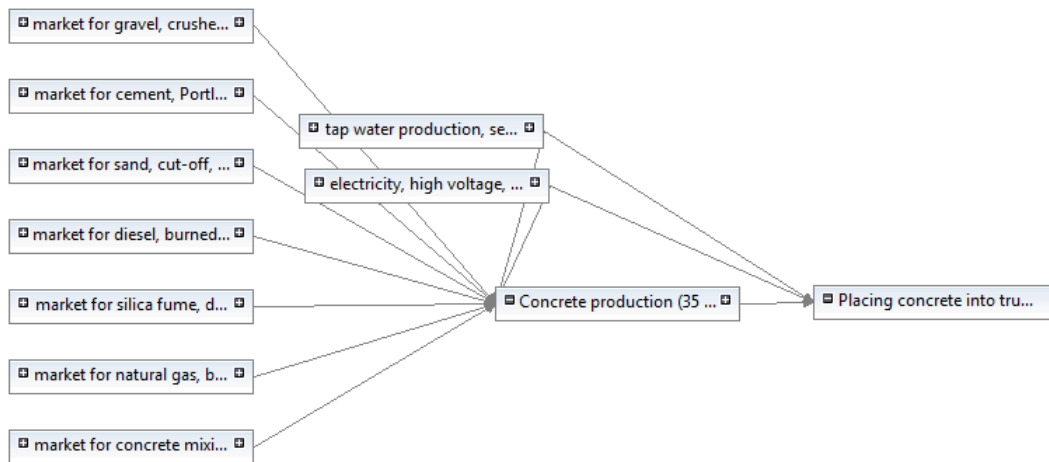 market for gravel, crushe...
market for cement, Portl...
tap water production, se...
market for sand, cut-off, ...
electricity, high voltage, ...
market for diesel, burned...
market for silica fume, d...
Concrete production (35 ...
Placing concrete into tru...
market for natural gas, b...
market for concrete mixi...